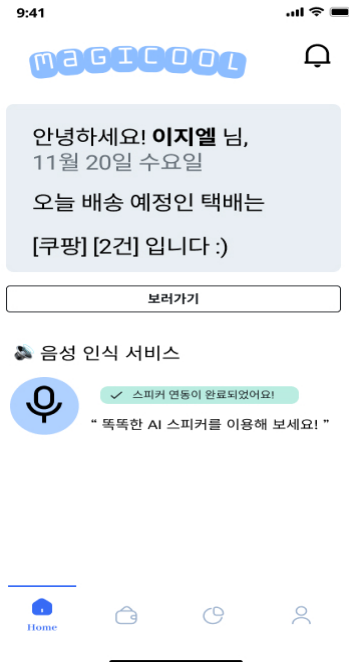 9:41
MAGICOOL
안녕하세요! 이지엘 님,
11월 20일 수요일
오늘 배송 예정인 택배는
[쿠팡] [2건] 입니다 :)
보러가기
음성 인식 서비스
스피커 연동이 완료되었어요!
“ 똑똑한 AI 스피커를 이용해 보세요! ”
Home